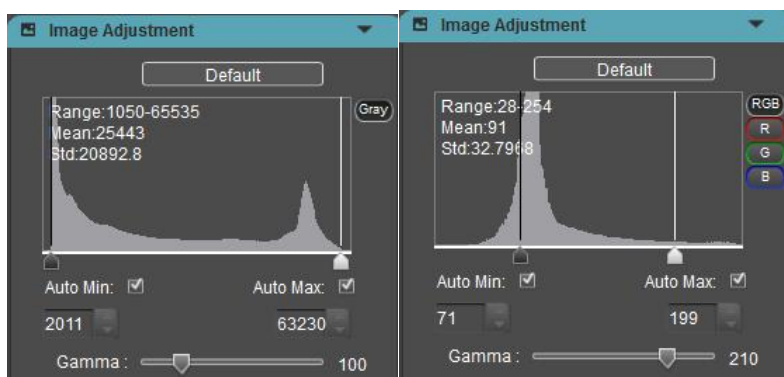 Image Adjustment
Default
Range:1050-65535
Mean:25443
Std:20892.8
Gray
Auto Min:
Auto Max:
2011
63230
Gamma :
100
Image Adjustment
Default
Range:28-254
Mean:91
Std:32.7968
RGB
R
G
B
Auto Min:
Auto Max:
71
199
Gamma :
210